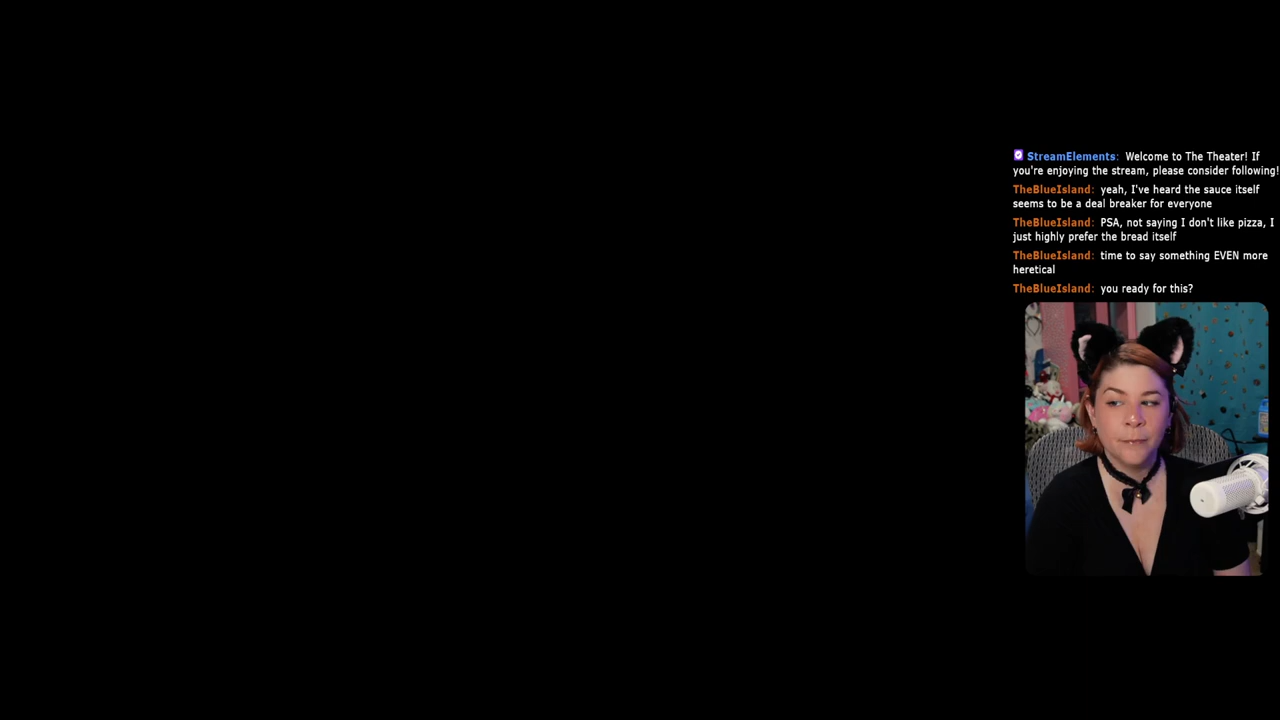 StreamElements: Welcome to The Theater! If
you're enjoying the stream, please consider following!
TheBlueIsland: yeah, I've heard the sauce itself
seems to be a deal breaker for everyone
TheBlueIsland: PSA, not saying I don't like pizza, I
just highly prefer the bread itself
TheBlueIsland: time to say something EVEN more
heretical
TheBlueIsland: you ready for this?